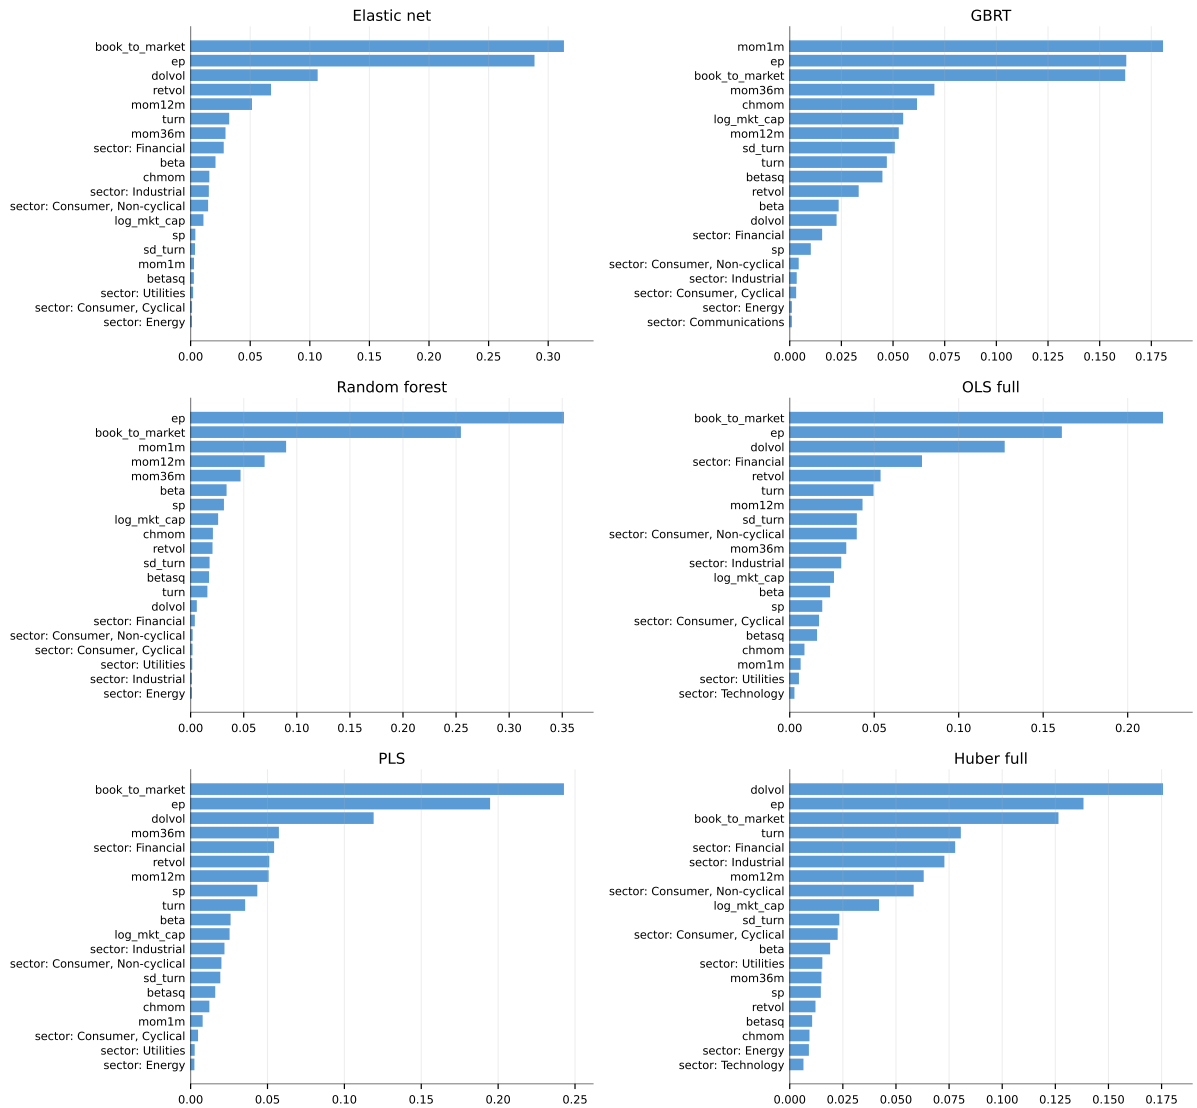 Elastic net
book_to_market
ep
dolvol
retvol
mom12m
turn
mom36m
sector: Financial
beta
chmom
sector: Industrial
sector: Consumer, Non-cyclical
log_mkt_cap
sp
sd_turn
mom1m
betasq
sector: Utilities
sector: Consumer, Cyclical
sector: Energy
0.00 0.05 0.10 0.15 0.20 0.25 0.30
GBRT
mom1m
ep
book_to_market
mom36m
chmom
log_mkt_cap
mom12m
sd_turn
turn
betasq
retvol
beta
dolvol
sector: Financial
sp
sector: Consumer, Non-cyclical
sector: Industrial
sector: Consumer, Cyclical
sector: Energy
sector: Communications
0.000 0.025 0.050 0.075 0.100 0.125 0.150 0.175
Random forest
ep
book_to_market
mom1m
mom12m
mom36m
beta
sp
log_mkt_cap
chmom
retvol
sd_turn
betasq
turn
dolvol
sector: Financial
sector: Consumer, Non-cyclical
sector: Consumer, Cyclical
sector: Utilities
sector: Industrial
sector: Energy
0.00 0.05 0.10 0.15 0.20 0.25 0.30 0.35
OLS full
book_to_market
ep
dolvol
sector: Financial
retvol
turn
mom12m
sd_turn
sector: Consumer, Non-cyclical
mom36m
sector: Industrial
log_mkt_cap
beta
sp
sector: Consumer, Cyclical
betasq
chmom
mom1m
sector: Utilities
sector: Technology
0.00 0.05 0.10 0.15 0.20
PLS
book_to_market
ep
dolvol
mom36m
sector: Financial
retvol
mom12m
sp
turn
beta
log_mkt_cap
sector: Industrial
sector: Consumer, Non-cyclical
sd_turn
betasq
chmom
mom1m
sector: Consumer, Cyclical
sector: Utilities
sector: Energy
0.00 0.05 0.10 0.15 0.20 0.25
Huber full
dolvol
ep
book_to_market
turn
sector: Financial
sector: Industrial
mom12m
sector: Consumer, Non-cyclical
log_mkt_cap
sd_turn
sector: Consumer, Cyclical
beta
sector: Utilities
mom36m
sp
retvol
betasq
chmom
sector: Energy
sector: Technology
0.000 0.025 0.050 0.075 0.100 0.125 0.150 0.175